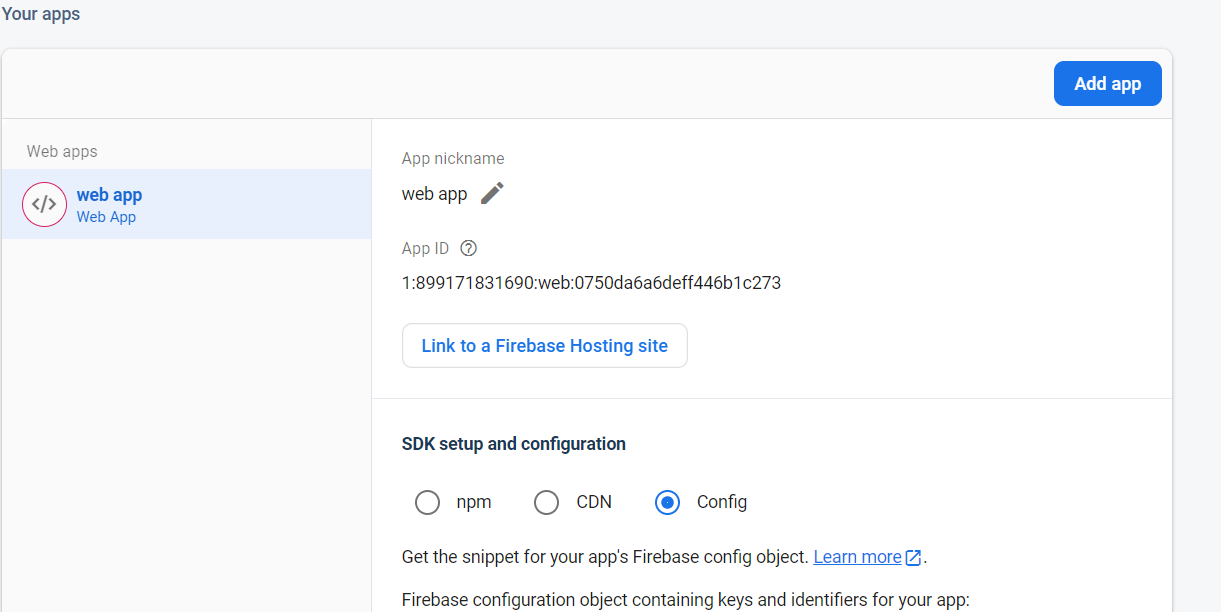 Your apps
Add app
Web apps
web app
Web App
App nickname
web app
App ID
1:899171831690:web:0750da6a6deff446b1c273
Link to a Firebase Hosting site
SDK setup and configuration
npm CDN Config
Get the snippet for your app's Firebase config object. Learn more.
Firebase configuration object containing keys and identifiers for your app: